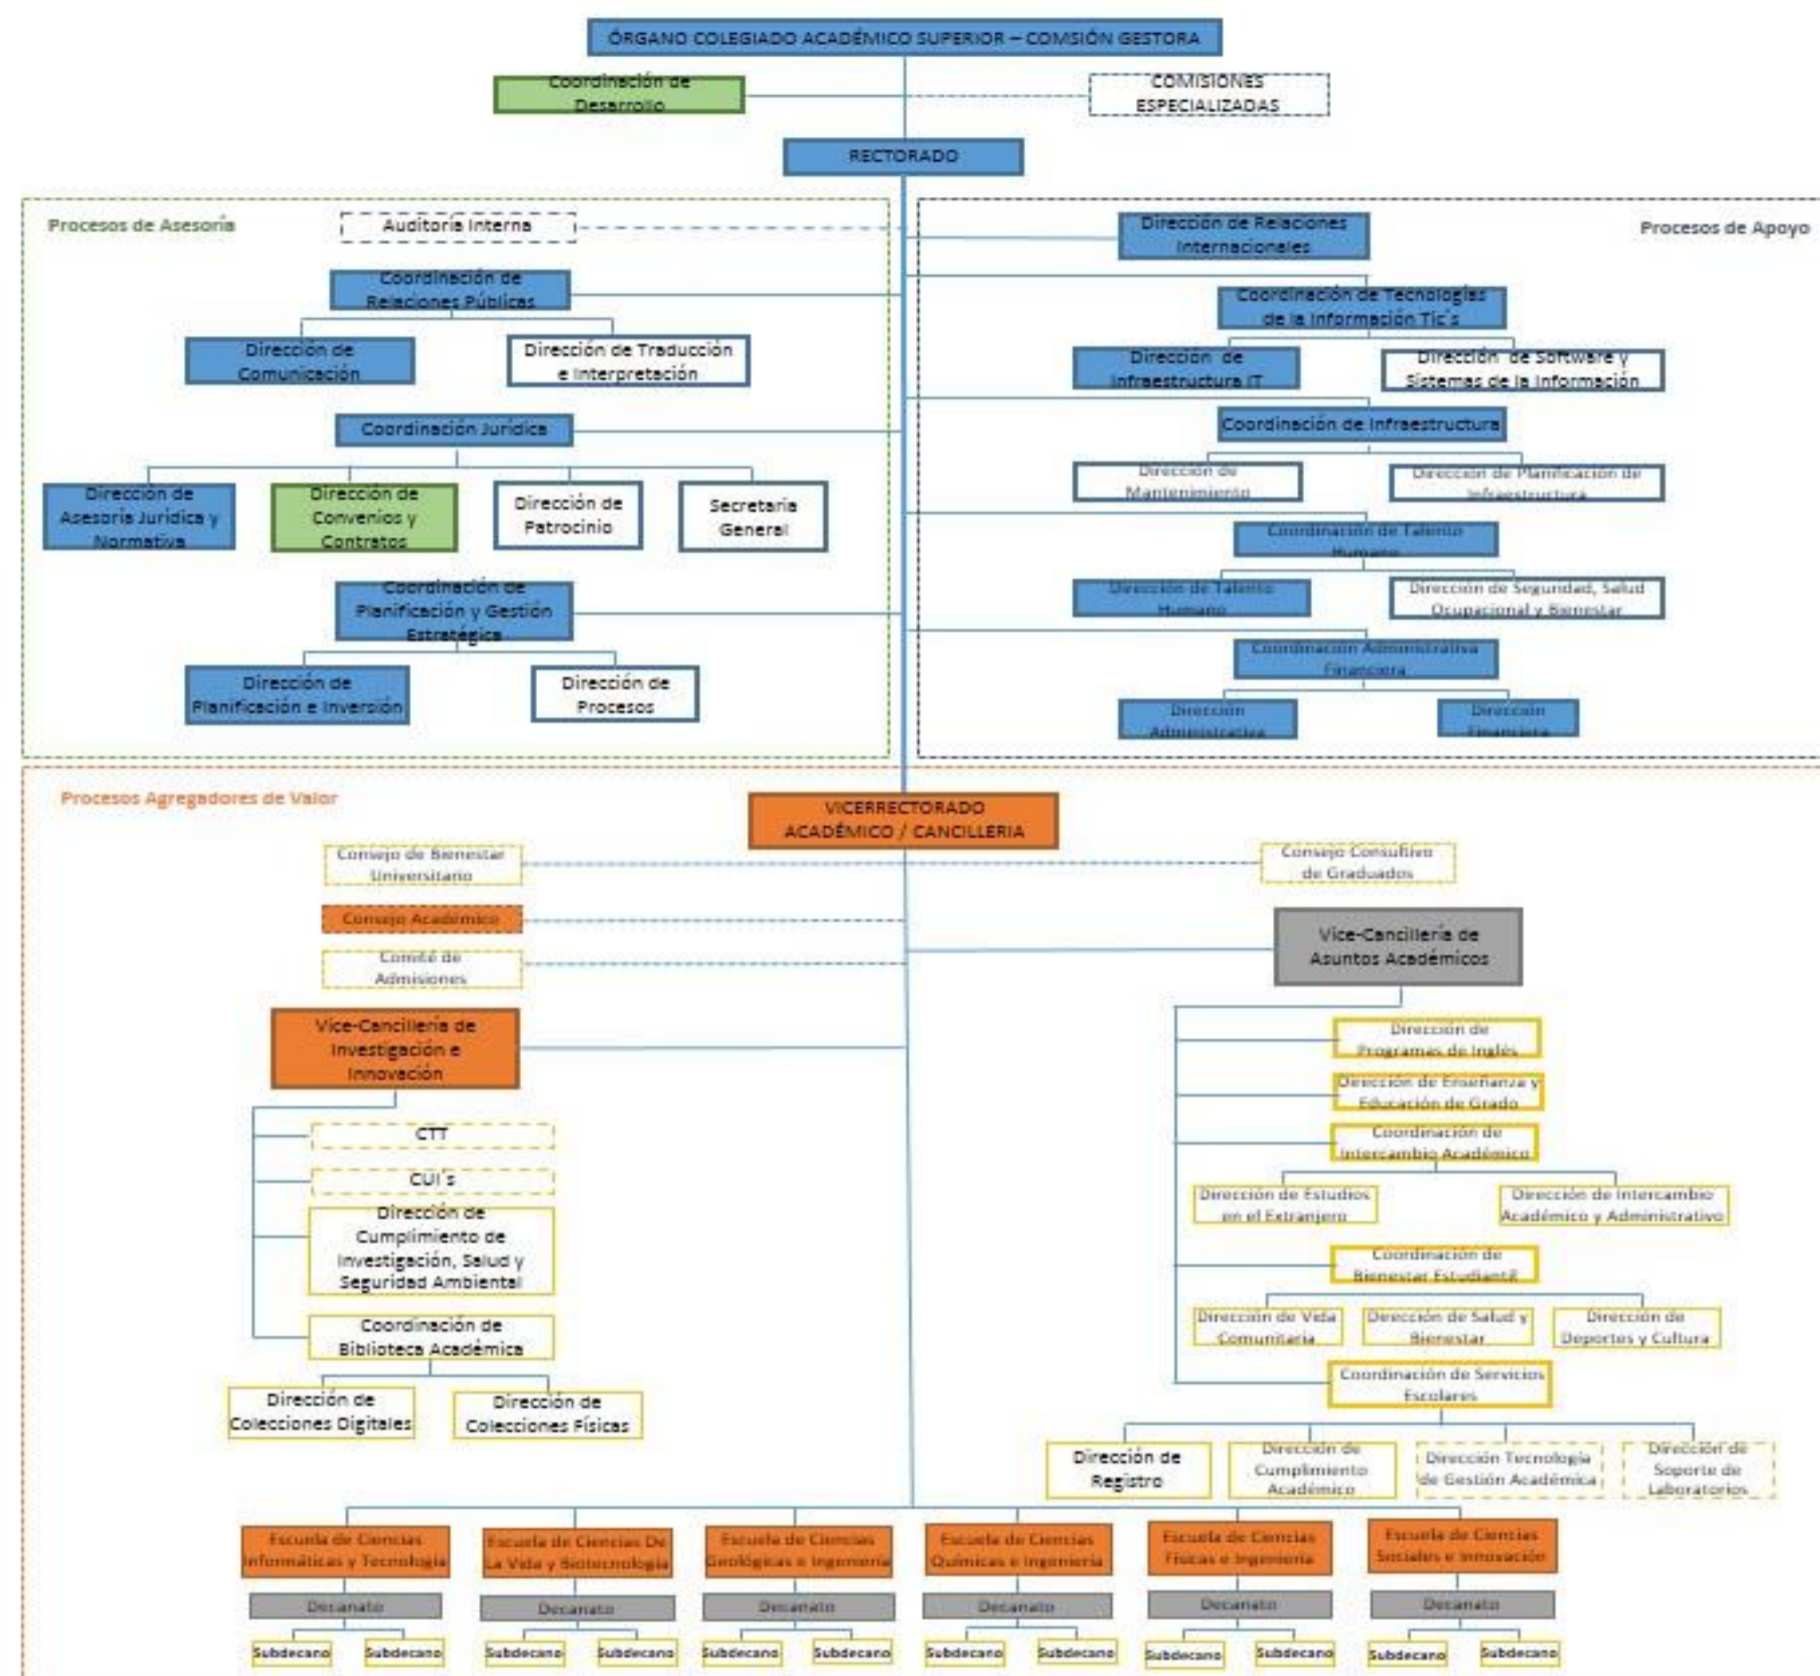 ÓRGANO COLEGIADO ACADÉMICO SUPERIOR – COMSIÓN GESTORA
Coordinación de
Desarrollo
COMISIONES
ESPECIALIZADAS
RECTORADO
Procesos de Asesoría
Auditoría Interna
Coordinación de
Relaciones Públicas
Dirección de
Comunicación
Dirección de Traducción
e Interpretación
Coordinación Jurídica
Dirección de
Asesoría Jurídica y
Normativa
Dirección de
Convenios y
Contratos
Dirección de
Patrocinio
Secretaría
General
Coordinación de
Planificación y Gestión
Estratégica
Dirección de
Planificación e Inversión
Dirección de
Procesos
Procesos de Apoyo
Dirección de Relaciones
Internacionales
Coordinación de Tecnologías
de la Información Tic´s
Dirección de
Infraestructura IT
Dirección de Software y
Sistemas de la Información
Coordinación de Infraestructura
Dirección de
Mantenimiento
Dirección de Planificación de
Infraestructura
Coordinación de Talento
Humano
Dirección de Talento
Humano
Dirección de Seguridad, Salud
Ocupacional y Bienestar
Coordinación Administrativa
Financiera
Dirección
Administrativa
Dirección
Financiera
Procesos Agregadores de Valor
VICERRECTORADO
ACADÉMICO / CANCILLERIA
Consejo de Bienestar
Universitario
Consejo Consultivo
de Graduados
Consejo Académico
Comité de
Admisiones
Vice-Cancillería de
Investigación e
Innovación
CTT
CUI´s
Dirección de
Cumplimiento de
Investigación, Salud y
Seguridad Ambiental
Coordinación de
Biblioteca Académica
Dirección de
Colecciones Digitales
Dirección de
Colecciones Físicas
Vice-Cancillería de
Asuntos Académicos
Dirección de
Programas de Inglés
Dirección de Enseñanza y
Educación de Grado
Coordinación de
Intercambio Académico
Dirección de Estudios
en el Extranjero
Dirección de Intercambio
Académico y Administrativo
Coordinación de
Bienestar Estudiantil
Dirección de Vida
Comunitaria
Dirección de Salud y
Bienestar
Dirección de
Deportes y Cultura
Coordinación de Servicios
Escolares
Dirección de
Registro
Dirección de
Cumplimiento
Académico
Dirección Tecnología
de Gestión Académica
Dirección de
Soporte de
Laboratorios
Escuela de Ciencias
Informáticas y Tecnología
Decanato
Subdecano
Subdecano
Escuela de Ciencias De
La Vida y Biotecnología
Decanato
Subdecano
Subdecano
Escuela de Ciencias
Geológicas e Ingeniería
Decanato
Subdecano
Subdecano
Escuela de Ciencias
Químicas e Ingeniería
Decanato
Subdecano
Subdecano
Escuela de Ciencias
Físicas e Ingeniería
Decanato
Subdecano
Subdecano
Escuela de Ciencias
Sociales e Innovación
Decanato
Subdecano
Subdecano